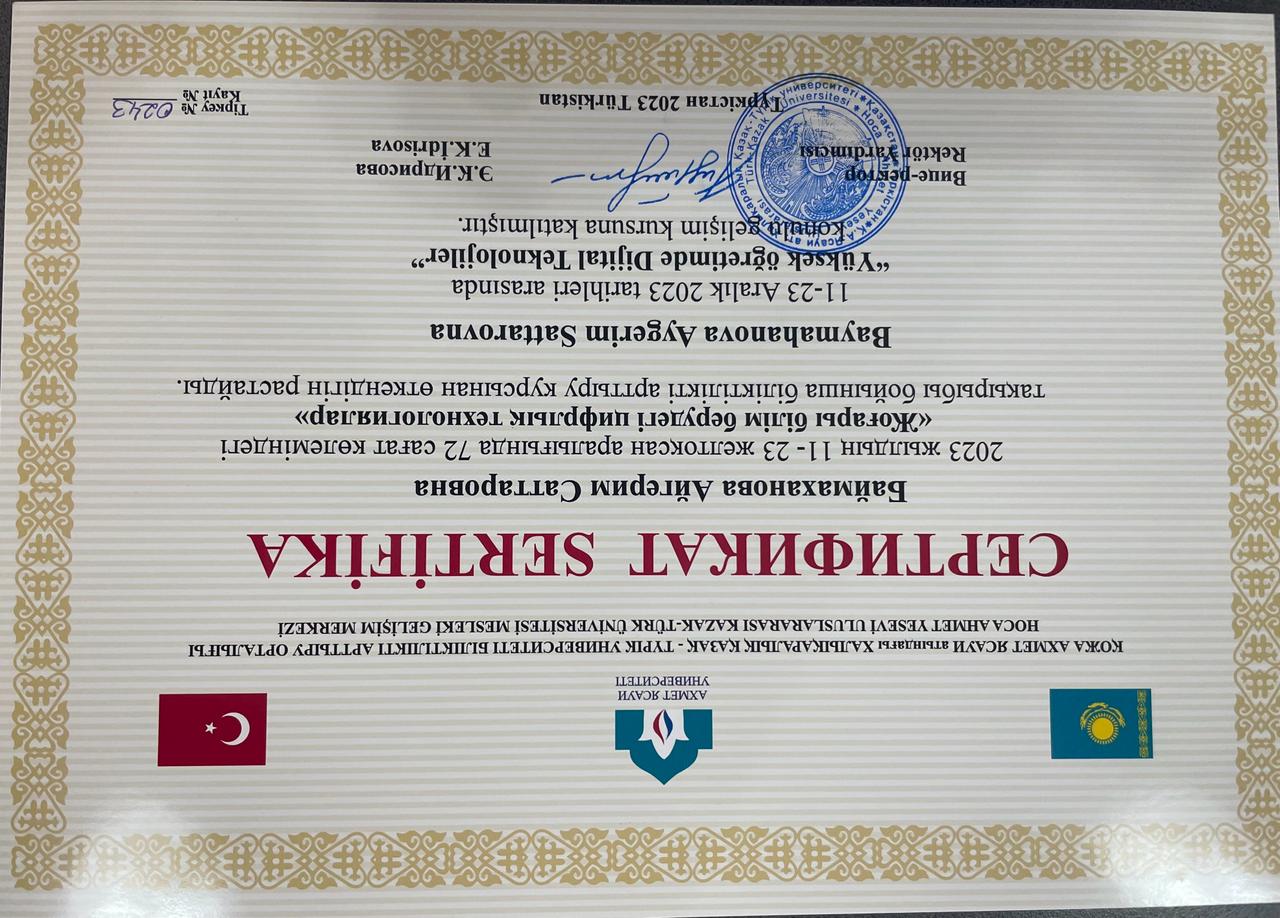 АХМЕТ ЯСАУИ
УНИВЕРСИТЕТІ
ҚОЖА АХМЕТ ЯСАУИ атындағы ХАЛЫҚАРАЛЫҚ ҚАЗАҚ - ТҮРІК УНИВЕРСИТЕТІ БІЛІКТІЛІКТІ АРТТЫРУ ОРТАЛЫҒЫ
HOCA AHMET YESEVİ ULUSLARARASI KAZAK-TÜRK ÜNİVERSİTESİ MESLEKİ GELİŞİM MERKEZİ
СЕРТИФИКАТ SERTİFİKA
Баймаханова Айгерим Саттаровна
2023 жылдың 11- 23 желтоқсан аралығында 72 сағат көлеміндегі
«Жоғары білім берудегі цифрлық технологиялар»
тақырыбы бойынша біліктілікті арттыру курсынан өткендігін растайды.
Baymahanova Aygerim Sattarovna
11-23 Aralık 2023 tarihleri arasında
“Yüksek öğretimde Dijital Teknolojiler”
konulu gelişim kursuna katılmıştır.
Вице-ректор Э.К.Идрисова
Rektör Yardımcısı E.K.İdrisova
Түркістан 2023 Türkistan
Тіркеу № 0243
Kayıt №